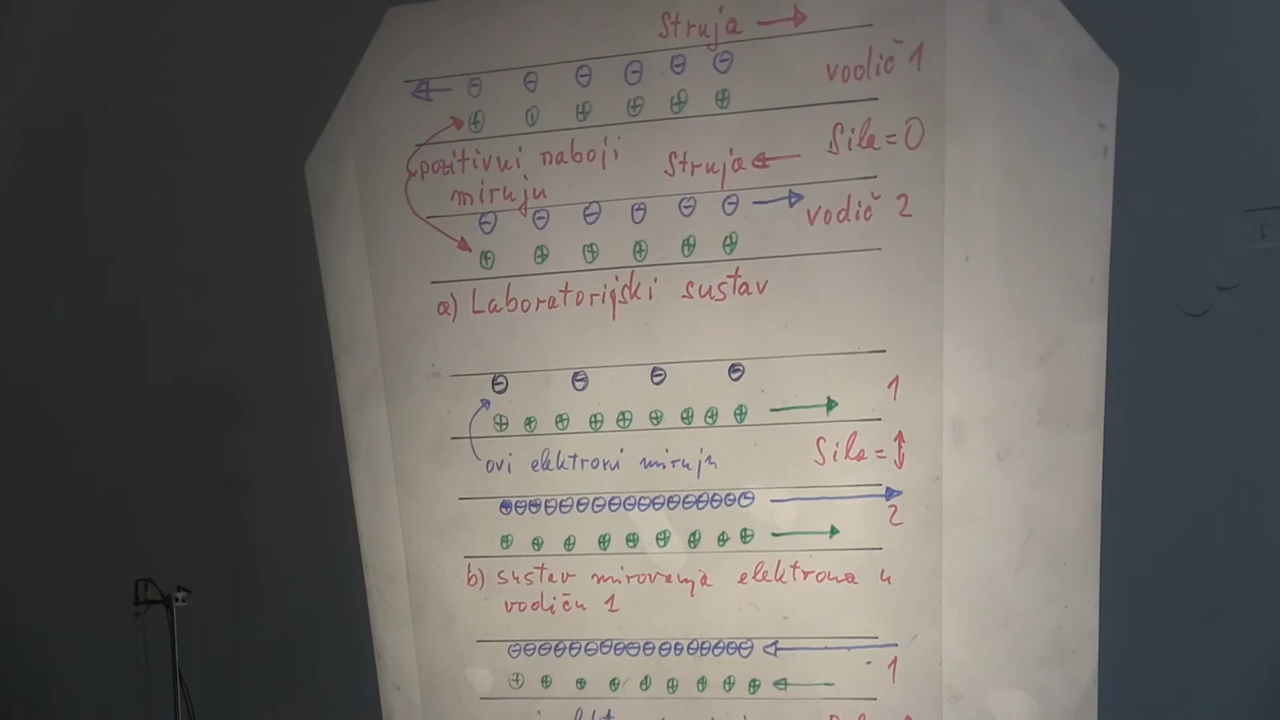 Struja
vodič 1
Sila=0
pozitivni naboji
miruju
Struja
vodič 2
a) Laboratorijski sustav
1
ovi elektroni miruju
Sila=↕
2
b) sustav mirovanja elektrona u
vodiču 1
1